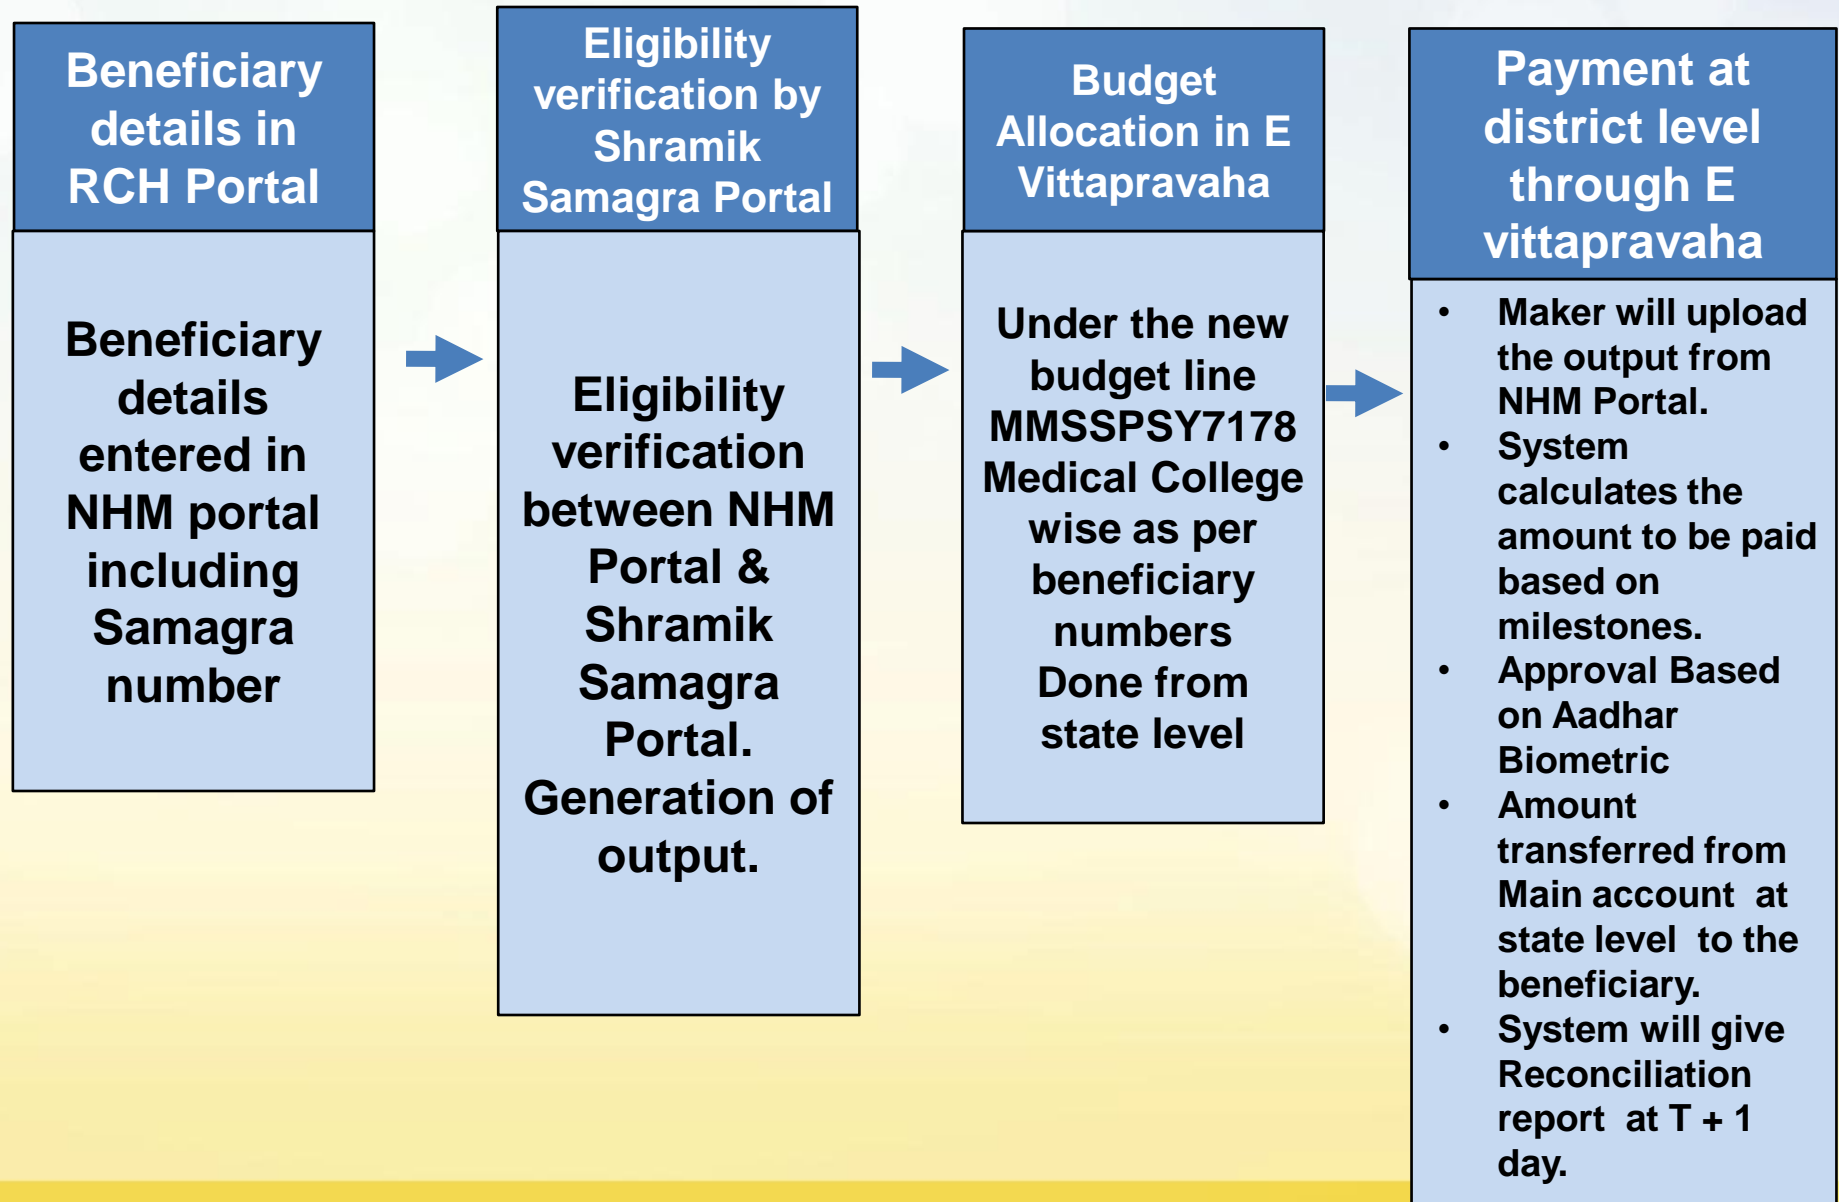 Beneficiary
details in
RCH Portal
Beneficiary
details
entered in
NHM portal
including
Samagra
number
Eligibility
verification by
Shramik
Samagra Portal
Eligibility
verification
between NHM
Portal &
Shramik
Samagra
Portal.
Generation of
output.
Budget
Allocation in E
Vittapravaha
Under the new
budget line
MMSSPSY7178
Medical College
wise as per
beneficiary
numbers
Done from
state level
Payment at
district level
through E
vittapravaha
• Maker will upload
the output from
NHM Portal.
• System
calculates the
amount to be paid
based on
milestones.
• Approval Based
on Aadhar
Biometric
• Amount
transferred from
Main account at
state level to the
beneficiary.
• System will give
Reconciliation
report at T + 1
day.